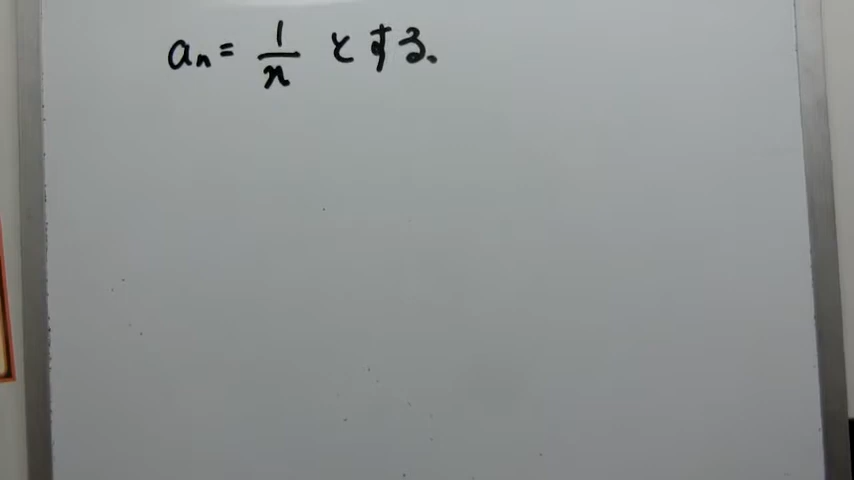 aₙ = 1/n とする.